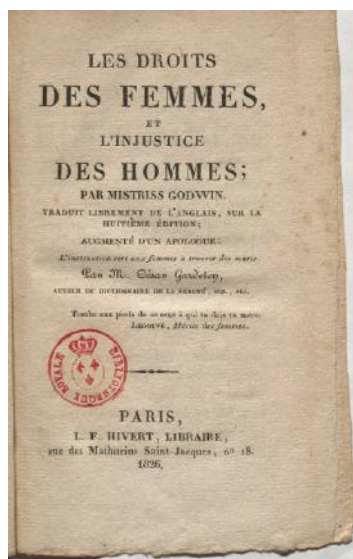 LES DROITS
DES FEMMES,
ET
L'INJUSTICE
DES HOMMES;
PAR MISTRISS GODWIN.
TRADUIT LIBREMENT DE L'ANGLAIS, SUR LA
HUITIÈME ÉDITION;
AUGMENTÉ D'UN APOLOGUE:
L'instruction sert aux femmes à trouver des maris.
Par M. César Gardeton,
AUTEUR DU DICTIONNAIRE DE LA BEAUTÉ, etc., etc.
Tombe aux pieds de ce sexe à qui tu dois ta mère.
LEGOUVÉ, Mérite des femmes.
BIBLIOTHEQUE ROYALE
PARIS,
L. F. HIVERT, LIBRAIRE,
rue des Mathurins Saint-Jacques, nº 18.
1826.